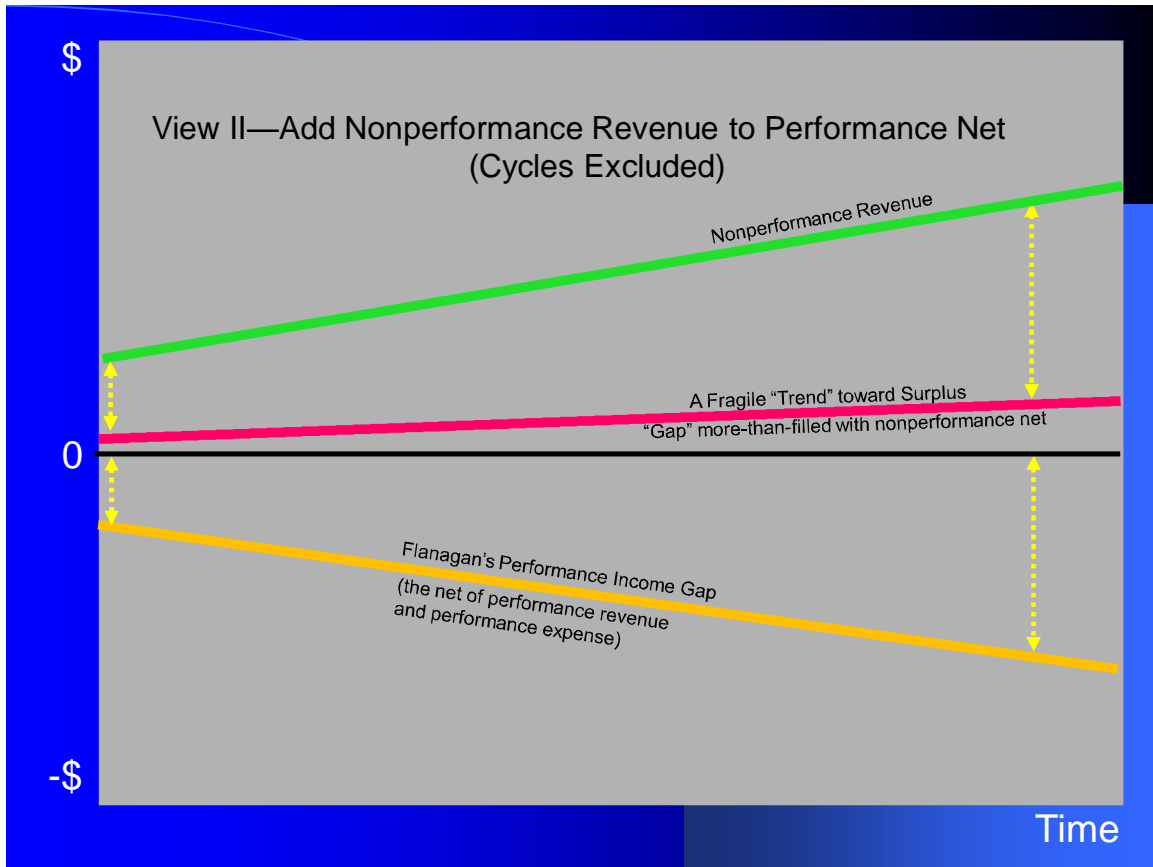 $
View II—Add Nonperformance Revenue to Performance Net
(Cycles Excluded)
Nonperformance Revenue
A Fragile “Trend” toward Surplus
“Gap” more-than-filled with nonperformance net
0
Flanagan’s Performance Income Gap
(the net of performance revenue
and performance expense)
-$
Time